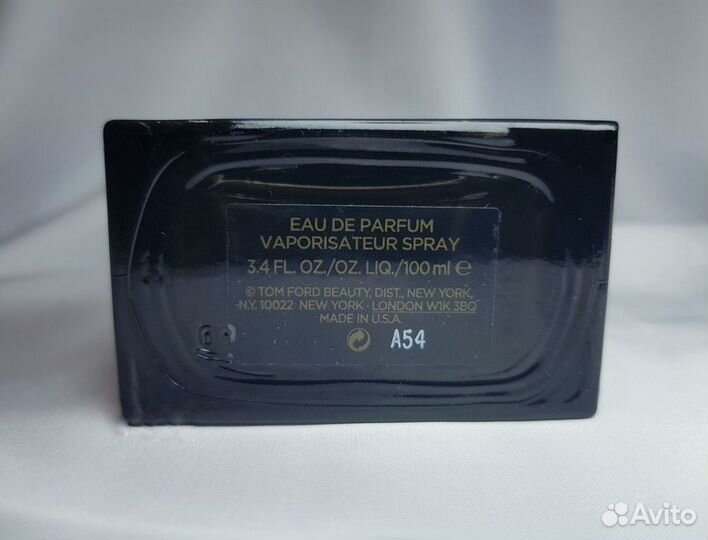 EAU DE PARFUM
VAPORISATEUR SPRAY
3.4 FL. OZ./OZ. LIQ./100 ml ℮
© TOM FORD BEAUTY, DIST., NEW YORK,
N.Y. 10022 NEW YORK · LONDON W1K 3BQ
MADE IN U.S.A.
A54
Avito